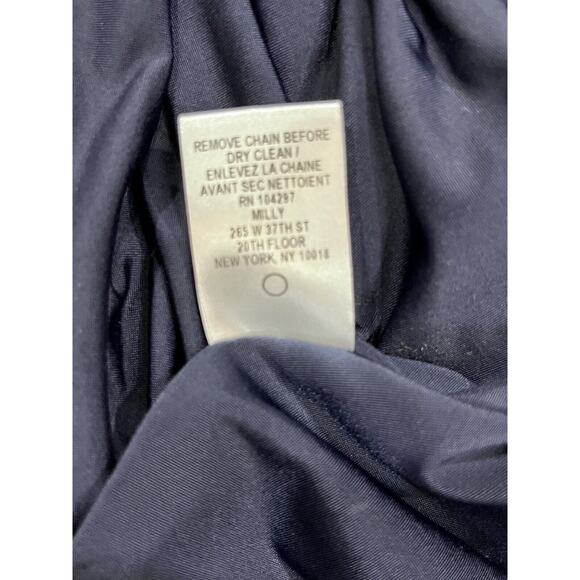 REMOVE CHAIN BEFORE
DRY CLEAN /
ENLEVEZ LA CHAINE
AVANT SEC NETTOIENT
RN 104297
MILLY
265 W 37TH ST
20TH FLOOR
NEW YORK, NY 10018